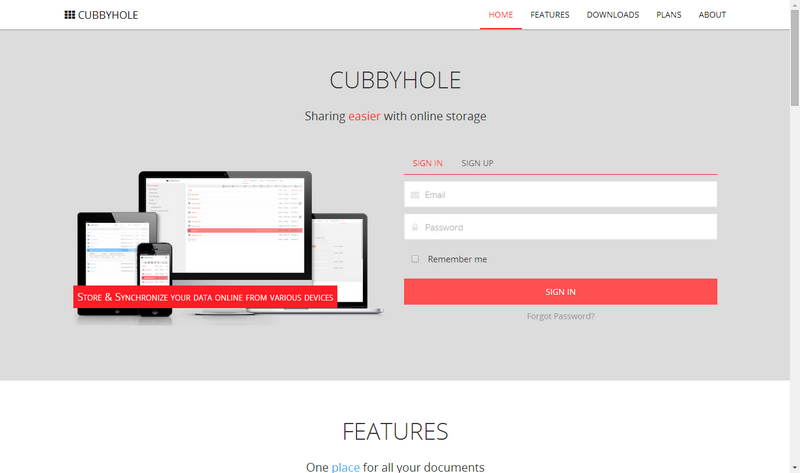 CUBBYHOLE
HOME FEATURES DOWNLOADS PLANS ABOUT
CUBBYHOLE
Sharing easier with online storage
SIGN IN SIGN UP
Email
Password
Remember me
SIGN IN
Forgot Password?
STORE & SYNCHRONIZE YOUR DATA ONLINE FROM VARIOUS DEVICES
FEATURES
One place for all your documents